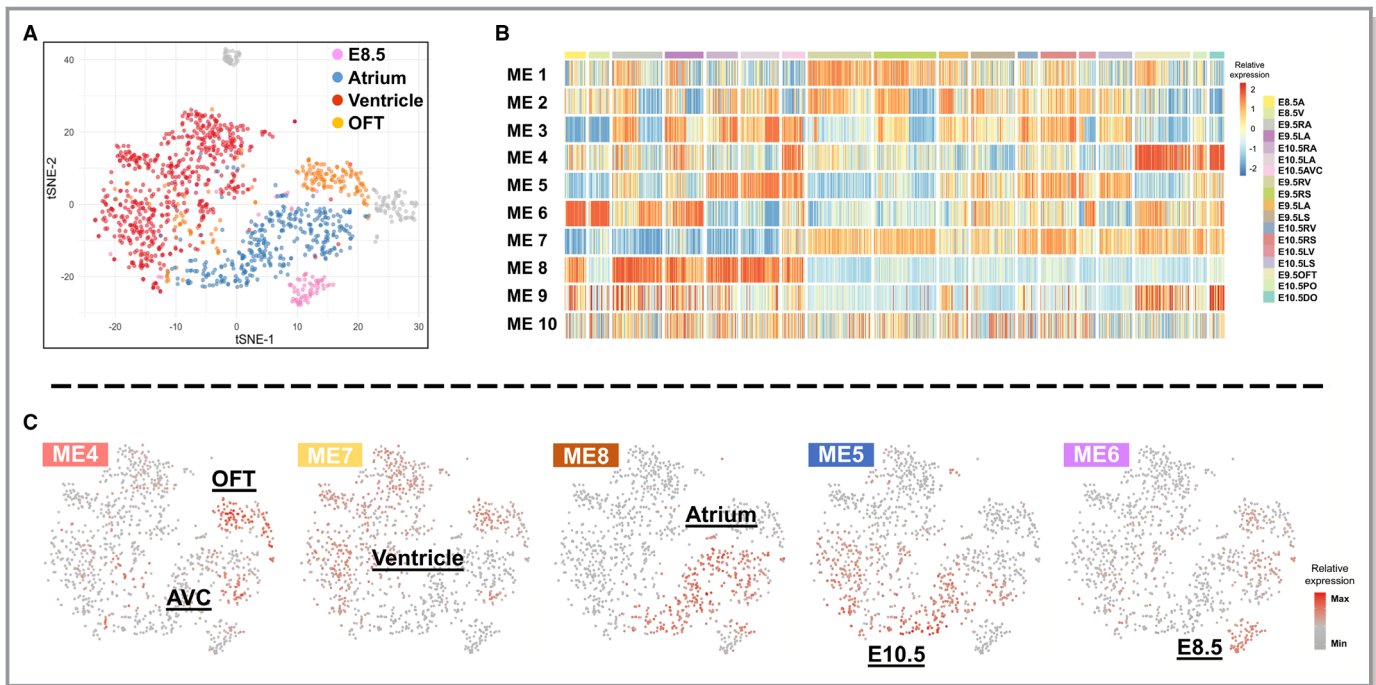 A
E8.5
Atrium
Ventricle
OFT
40
20
0
-20
-20
-10
0
10
20
30
tSNE-1
tSNE-2
B
ME 1
ME 2
ME 3
ME 4
ME 5
ME 6
ME 7
ME 8
ME 9
ME 10
Relative
expression
2
1
0
-1
-2
E8.5A
E8.5V
E9.5RA
E9.5LA
E10.5RA
E10.5LA
E10.5AVC
E9.5RV
E9.5RS
E9.5LA
E9.5LS
E10.5RV
E10.5RS
E10.5LV
E10.5LS
E9.5OFT
E10.5PO
E10.5DO
C
ME4
OFT
AVC
ME7
Ventricle
ME8
Atrium
ME5
E10.5
ME6
E8.5
Relative
expression
Max
Min